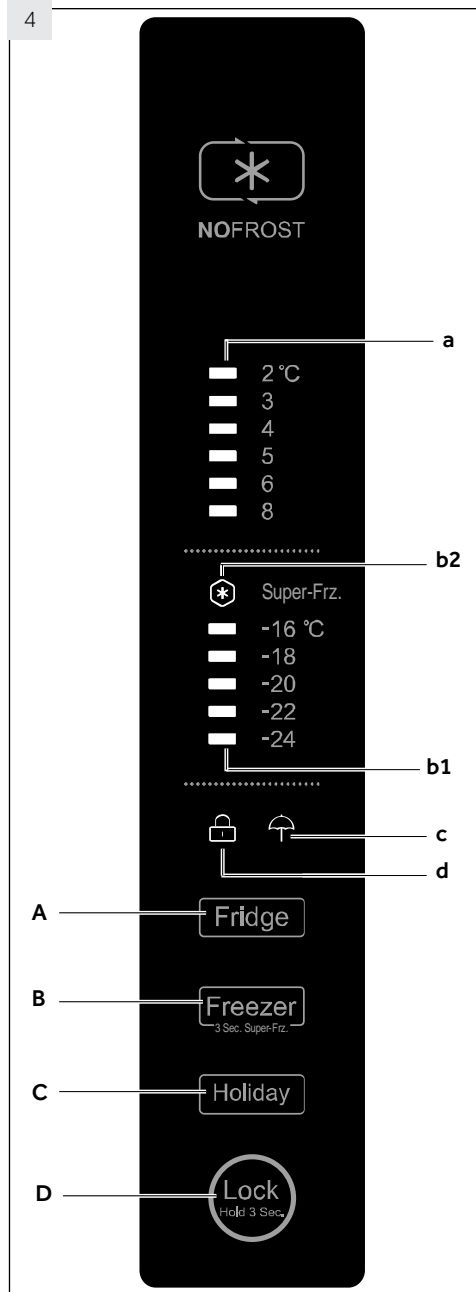 4
NOFROST
a
2 °C
3
4
5
6
8
b2
Super-Frz.
-16 °C
-18
-20
-22
-24
b1
c
d
A
Fridge
B
Freezer
3 Sec. Super-Frz.
C
Holiday
D
Lock
Hold 3 Sec.